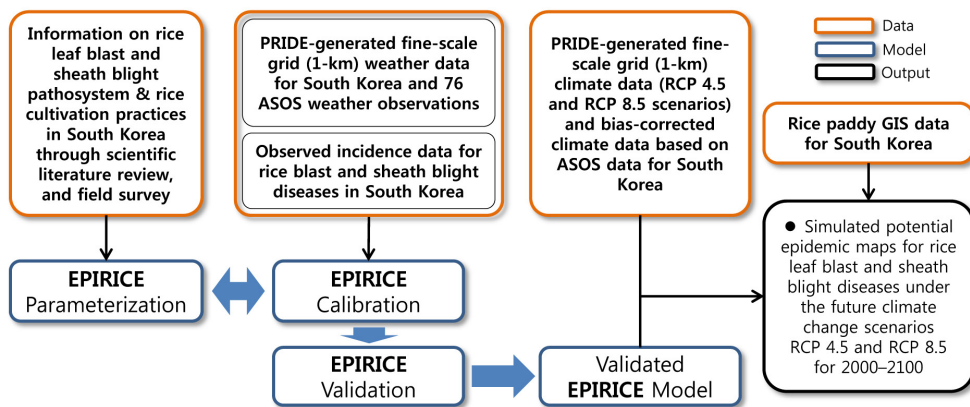 Information on rice
leaf blast and
sheath blight
pathosystem & rice
cultivation practices
in South Korea
through scientific
literature review,
and field survey
PRIDE-generated fine-scale
grid (1-km) weather data
for South Korea and 76
ASOS weather observations
Observed incidence data for
rice blast and sheath blight
diseases in South Korea
PRIDE-generated fine-
scale grid (1-km)
climate data (RCP 4.5
and RCP 8.5 scenarios)
and bias-corrected
climate data based on
ASOS data for South
Korea
Data
Model
Output
Rice paddy GIS data
for South Korea
● Simulated potential
epidemic maps for rice
leaf blast and sheath
blight diseases under
the future climate
change scenarios
RCP 4.5 and RCP 8.5
for 2000–2100
EPIRICE
Parameterization
EPIRICE
Calibration
EPIRICE
Validation
Validated
EPIRICE Model